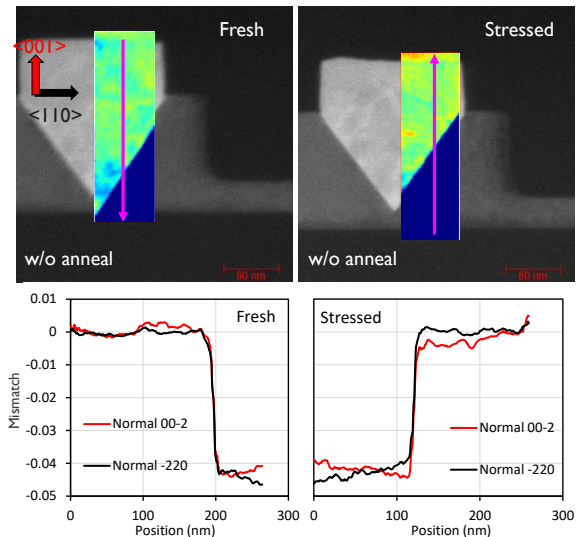 Fresh
<001>
<110>
w/o anneal
80 nm
Stressed
w/o anneal
80 nm
Mismatch
0.01
0
-0.01
-0.02
-0.03
-0.04
-0.05
Fresh
Normal 00-2
Normal -220
0
100
200
300
Position (nm)
Stressed
Normal 00-2
Normal -220
0
100
200
300
Position (nm)